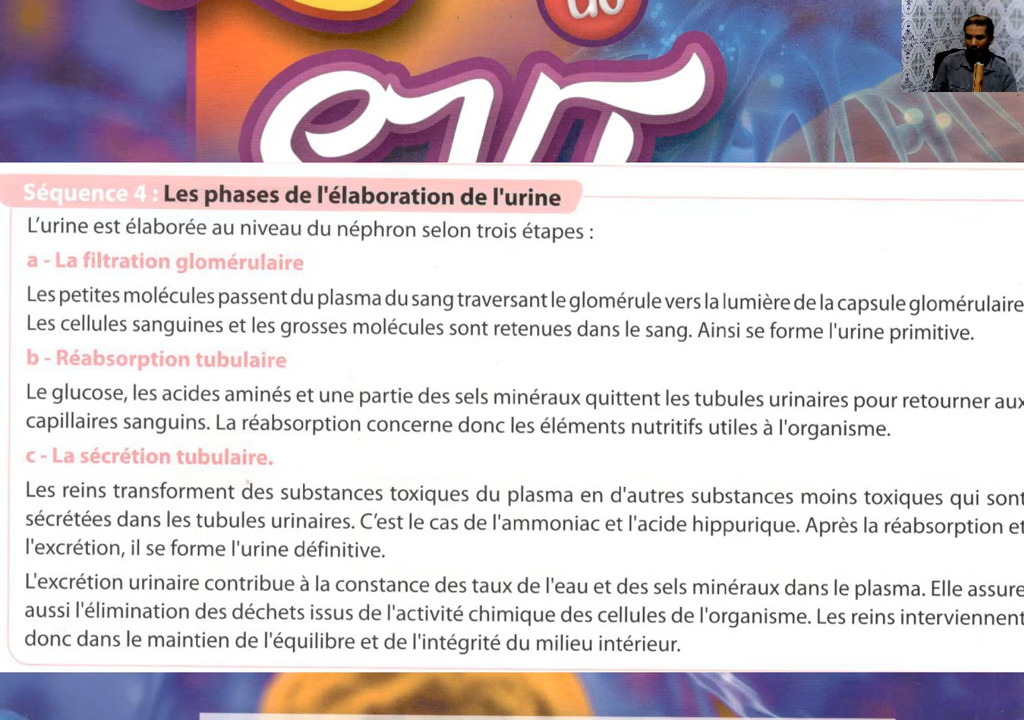 de
SVT
Séquence 4 : Les phases de l'élaboration de l'urine
L'urine est élaborée au niveau du néphron selon trois étapes :
a - La filtration glomérulaire
Les petites molécules passent du plasma du sang traversant le glomérule vers la lumière de la capsule glomérulaire
Les cellules sanguines et les grosses molécules sont retenues dans le sang. Ainsi se forme l'urine primitive.
b - Réabsorption tubulaire
Le glucose, les acides aminés et une partie des sels minéraux quittent les tubules urinaires pour retourner aux
capillaires sanguins. La réabsorption concerne donc les éléments nutritifs utiles à l'organisme.
c - La sécrétion tubulaire.
Les reins transforment des substances toxiques du plasma en d'autres substances moins toxiques qui sont
sécrétées dans les tubules urinaires. C'est le cas de l'ammoniac et l'acide hippurique. Après la réabsorption et
l'excrétion, il se forme l'urine définitive.
L'excrétion urinaire contribue à la constance des taux de l'eau et des sels minéraux dans le plasma. Elle assure
aussi l'élimination des déchets issus de l'activité chimique des cellules de l'organisme. Les reins interviennent
donc dans le maintien de l'équilibre et de l'intégrité du milieu intérieur.